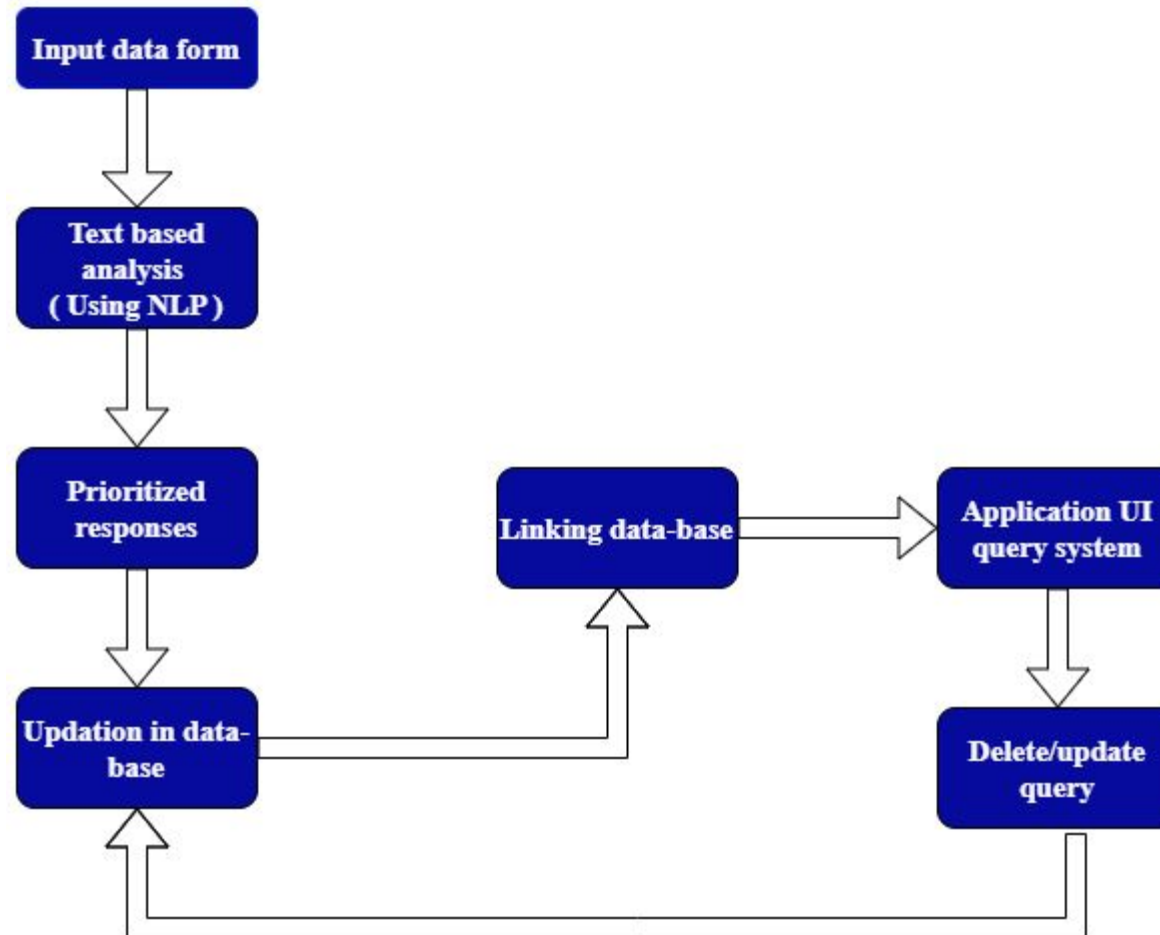 Input data form
Text based
analysis
( Using NLP )
Prioritized
responses
Updation in data-
base
Linking data-base
Application UI
query system
Delete/update
query